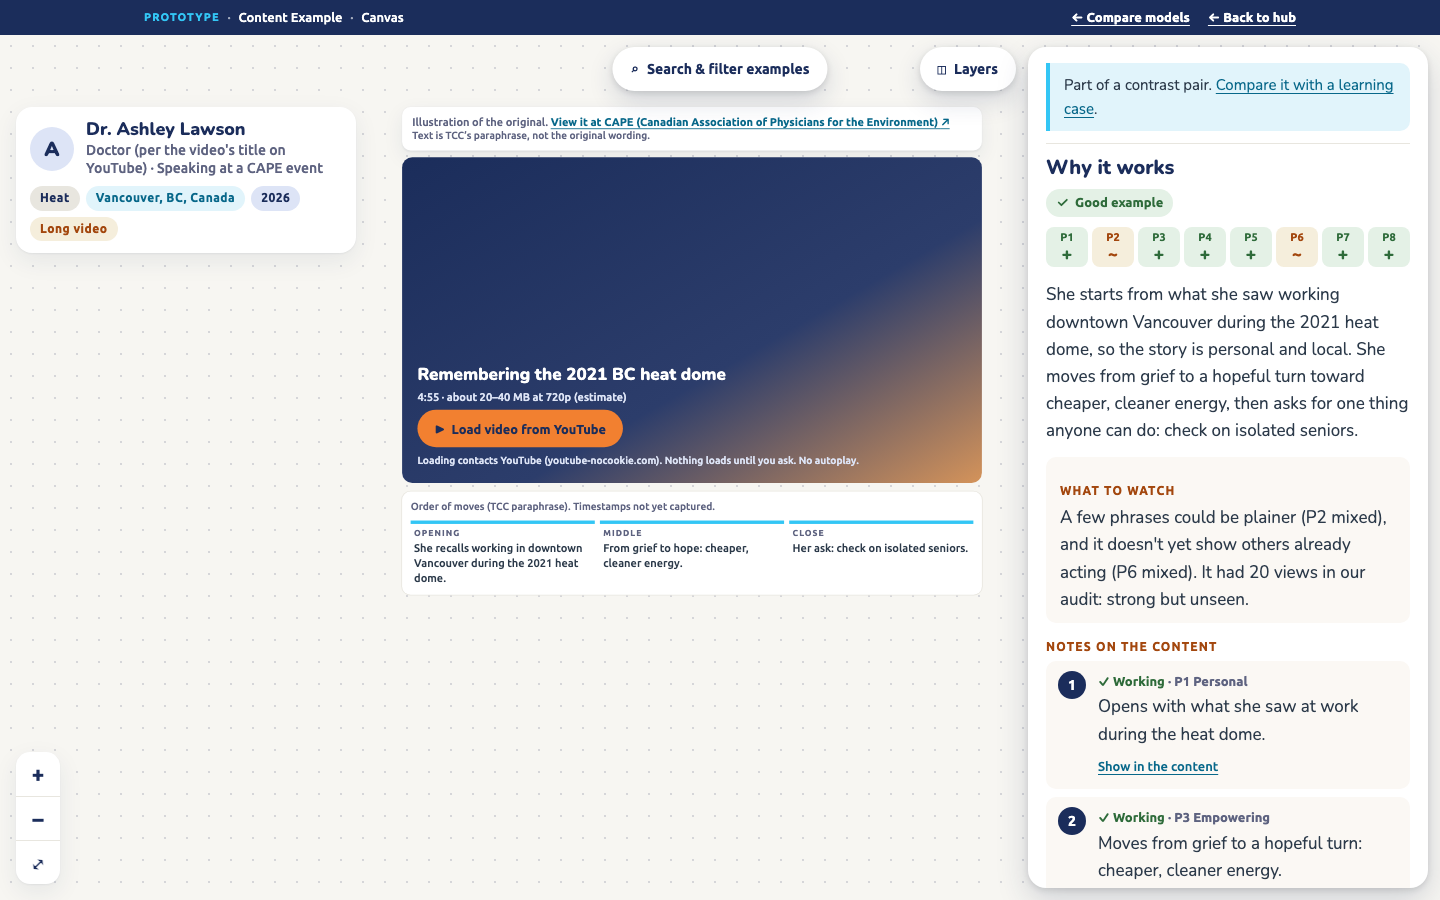 PROTOTYPE · Content Example · Canvas
← Compare models ← Back to hub
Search & filter examples
Layers
A
Dr. Ashley Lawson
Doctor (per the video's title on
YouTube) · Speaking at a CAPE event
Heat
Vancouver, BC, Canada
2026
Long video
Illustration of the original. View it at CAPE (Canadian Association of Physicians for the Environment) ↗
Text is TCC's paraphrase, not the original wording.
Remembering the 2021 BC heat dome
4:55 · about 20–40 MB at 720p (estimate)
▶ Load video from YouTube
Loading contacts YouTube (youtube-nocookie.com). Nothing loads until you ask. No autoplay.
Order of moves (TCC paraphrase). Timestamps not yet captured.
OPENING
She recalls working in downtown
Vancouver during the 2021 heat
dome.
MIDDLE
From grief to hope: cheaper,
cleaner energy.
CLOSE
Her ask: check on isolated seniors.
+
−
⤢
Part of a contrast pair. Compare it with a learning
case.
Why it works
✓ Good example
P1 P2 P3 P4 P5 P6 P7 P8
+ ~ + + + ~ + +
She starts from what she saw working
downtown Vancouver during the 2021 heat
dome, so the story is personal and local. She
moves from grief to a hopeful turn toward
cheaper, cleaner energy, then asks for one thing
anyone can do: check on isolated seniors.
WHAT TO WATCH
A few phrases could be plainer (P2 mixed),
and it doesn't yet show others already
acting (P6 mixed). It had 20 views in our
audit: strong but unseen.
NOTES ON THE CONTENT
1
✓ Working · P1 Personal
Opens with what she saw at work
during the heat dome.
Show in the content
2
✓ Working · P3 Empowering
Moves from grief to a hopeful turn:
cheaper, cleaner energy.